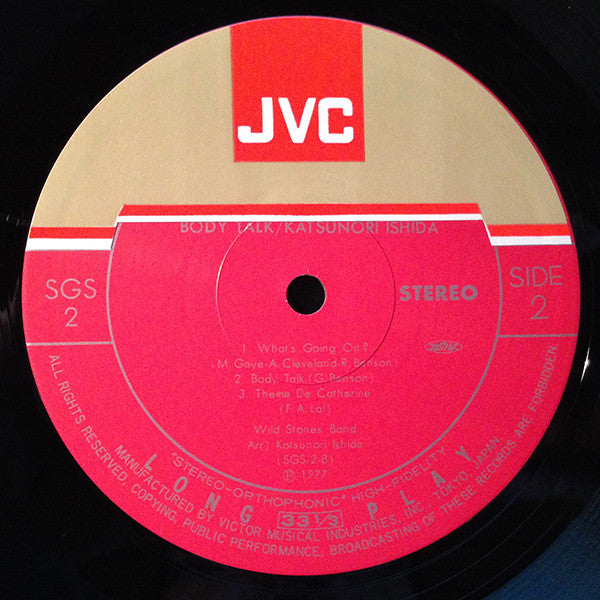 JVC
BODY TALK/KATSUNORI ISHIDA
SGS
2
STEREO
SIDE
2
1. What's Going On?
(M. Gave-A. Cleveland-R. Benson)
2. Body Talk (G. Benson)
3. Theme De Catherine
(F. A. Lai)
Wild Stones Band
Arr.) Katsunori Ishida
(SGS-2-B)
Ⓟ 1977
"STEREO-ORTHOPHONIC" HIGH-FIDELITY
LONG 33 1/3 PLAY
MANUFACTURED BY VICTOR MUSICAL INDUSTRIES, INC. TOKYO, JAPAN.
ALL RIGHTS RESERVED, COPYING, PUBLIC PERFORMANCE, BROADCASTING OF THESE RECORDS ARE FORBIDDEN.